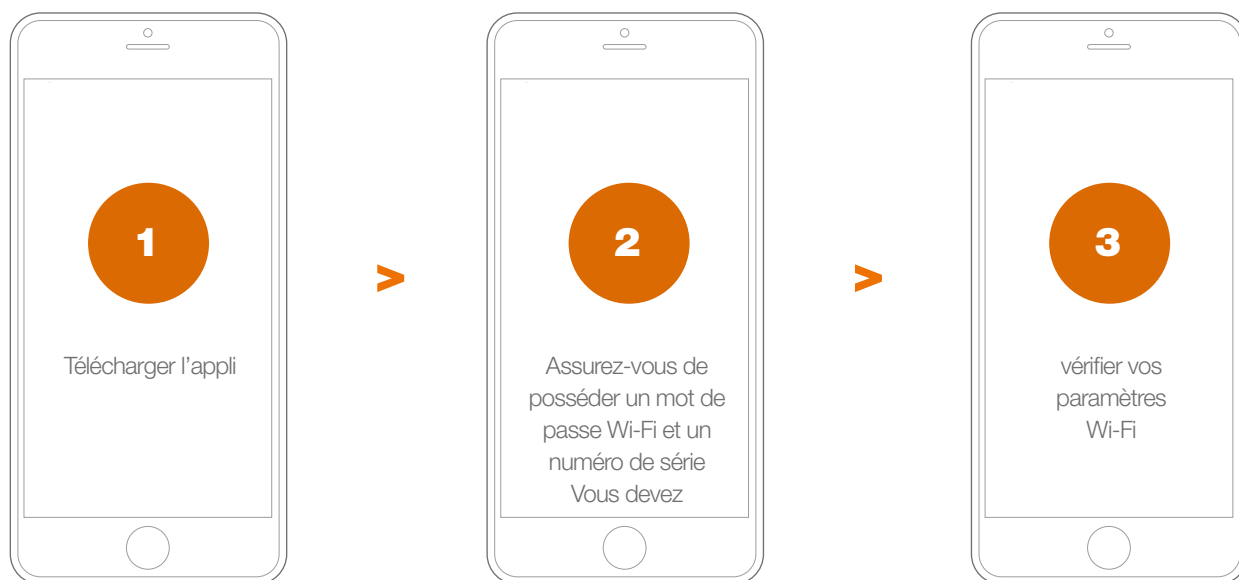 1
Télécharger l'appli
>
2
Assurez-vous de
posséder un mot de
passe Wi-Fi et un
numéro de série
Vous devez
>
3
vérifier vos
paramètres
Wi-Fi